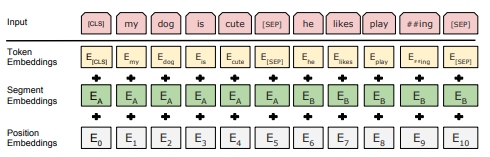 Input [CLS] my dog is cute [SEP] he likes play ##ing [SEP]
Token Embeddings E[CLS] Emy Edog Eis Ecute E[SEP] Ehe Elikes Eplay E##ing E[SEP]
+ + + + + + + + + + +
Segment Embeddings EA EA EA EA EA EA EB EB EB EB EB
+ + + + + + + + + + +
Position Embeddings E0 E1 E2 E3 E4 E5 E6 E7 E8 E9 E10